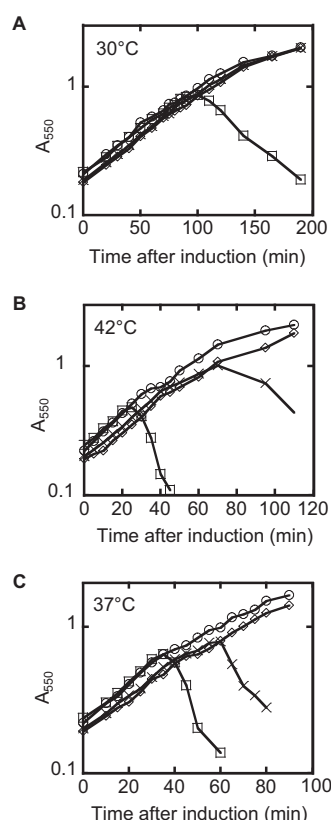 A
30°C
1
0.1
A550
0 50 100 150 200
Time after induction (min)
B
42°C
1
0.1
A550
0 20 40 60 80 100 120
Time after induction (min)
C
37°C
1
0.1
A550
0 20 40 60 80 100
Time after induction (min)